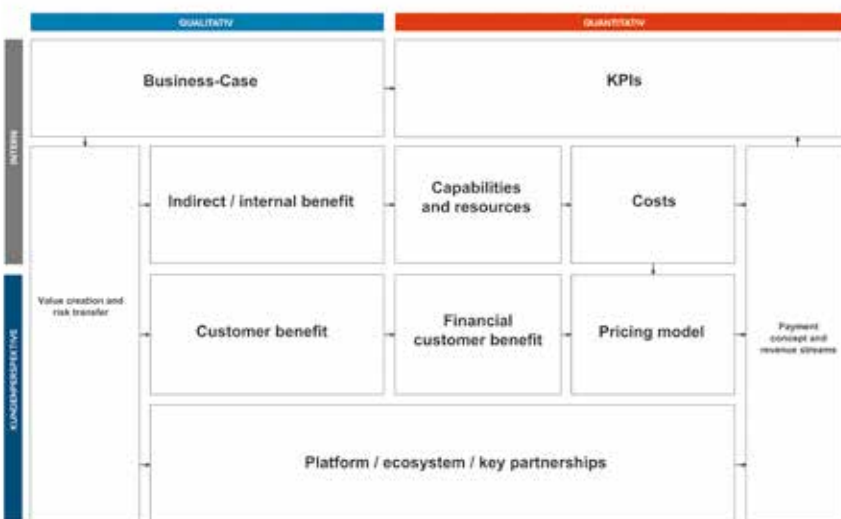 QUALITATIV
QUANTITATIV
INTERN
Business-Case
KPIs
Indirect / internal benefit
Capabilities
and resources
Costs
KUNDENPERSPEKTIVE
Value creation and
risk transfer
Customer benefit
Financial
customer benefit
Pricing model
Payment
concept and
revenue streams
Platform / ecosystem / key partnerships